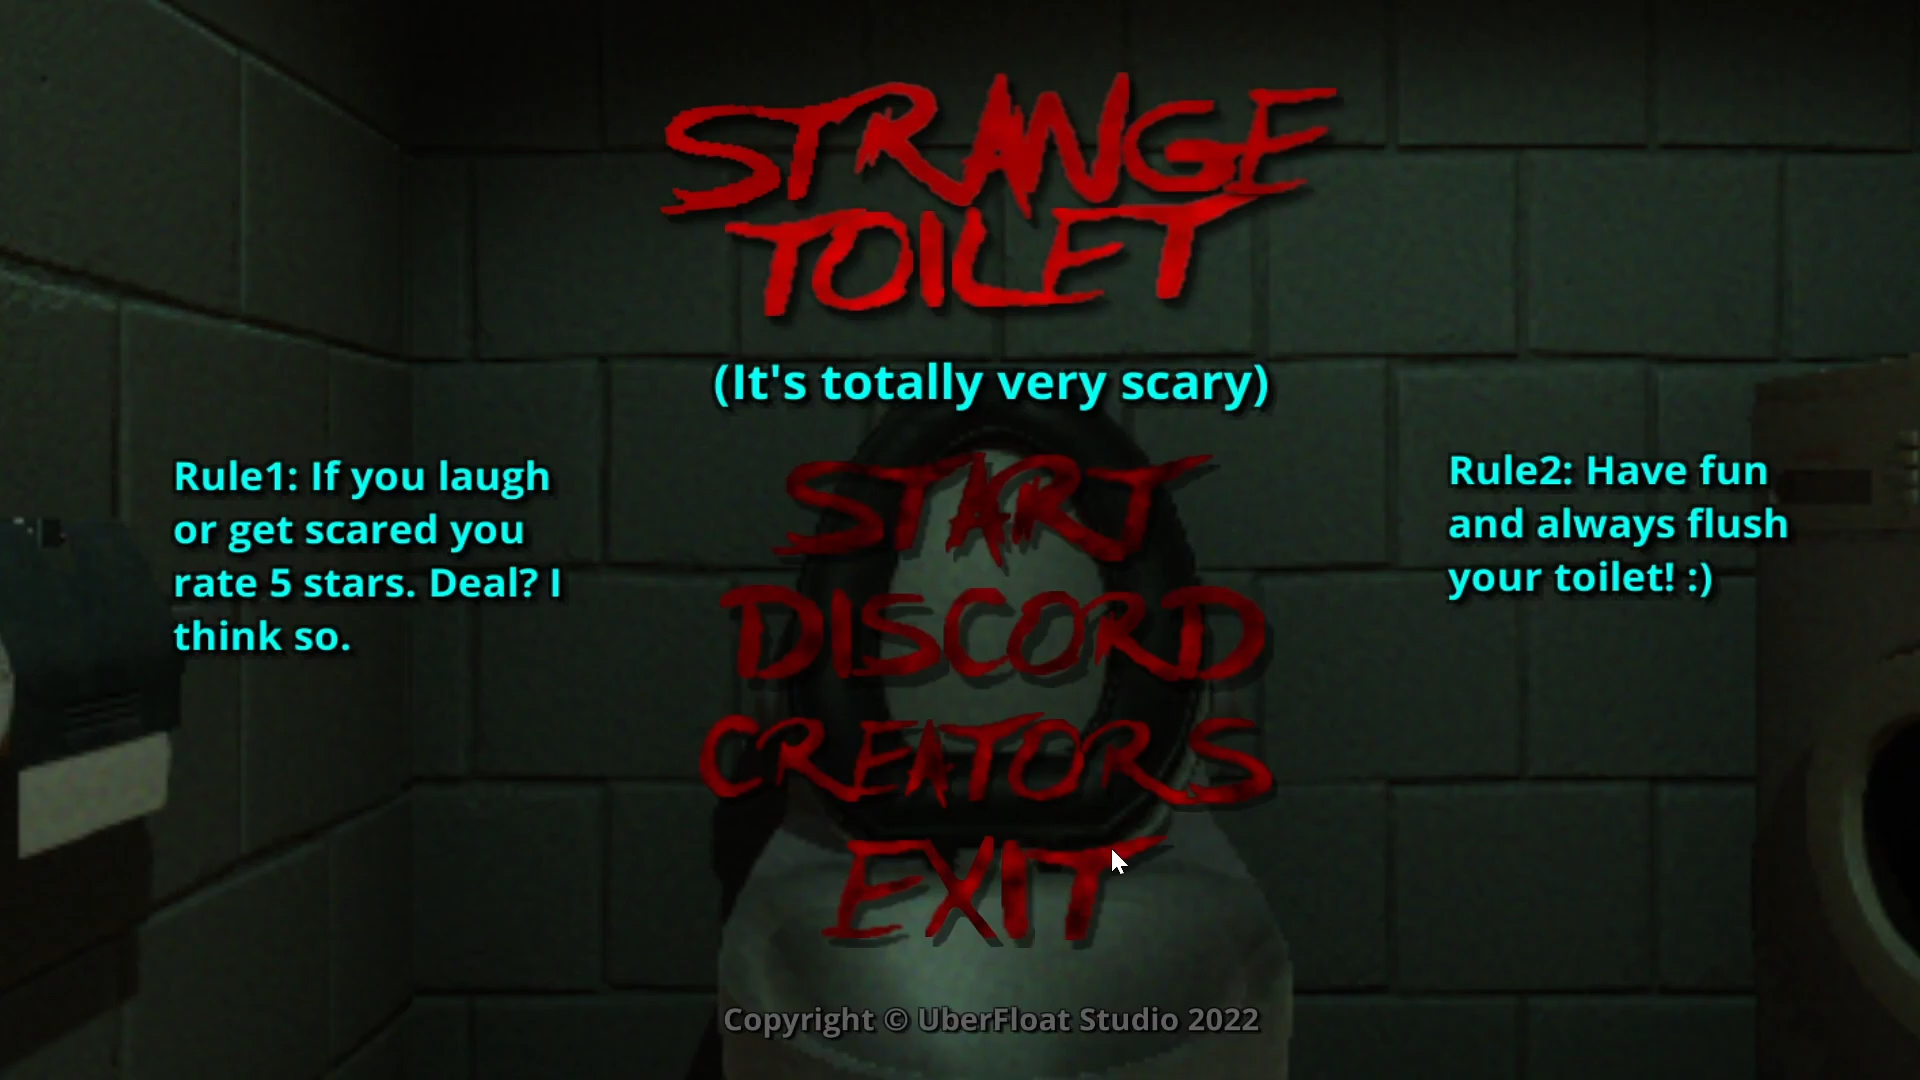 STRANGE
TOILET
(It's totally very scary)
Rule1: If you laugh
or get scared you
rate 5 stars. Deal? I
think so.
Rule2: Have fun
and always flush
your toilet! :)
START
DISCORD
CREATORS
EXIT
Copyright © UberFloat Studio 2022